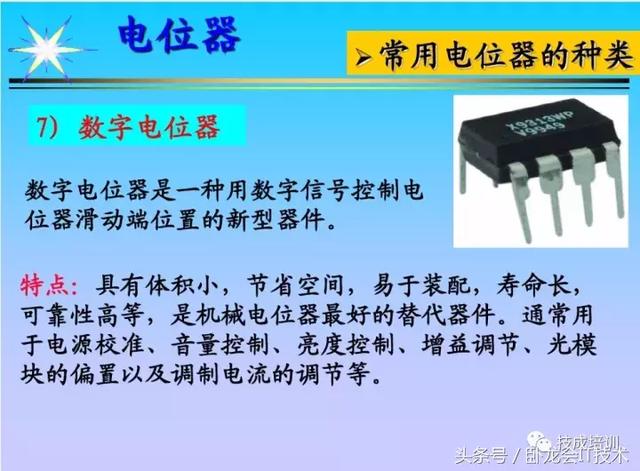 电位器
➢常用电位器的种类
7) 数字电位器
X9313WP
Y9949
数字电位器是一种用数字信号控制电
位器滑动端位置的新型器件。
特点：具有体积小，节省空间，易于装配，寿命长，
可靠性高等，是机械电位器最好的替代器件。通常用
于电源校准、音量控制、亮度控制、增益调节、光模
块的偏置以及调制电流的调节等。
技成培训
头条号 / 卧龙会IT技术